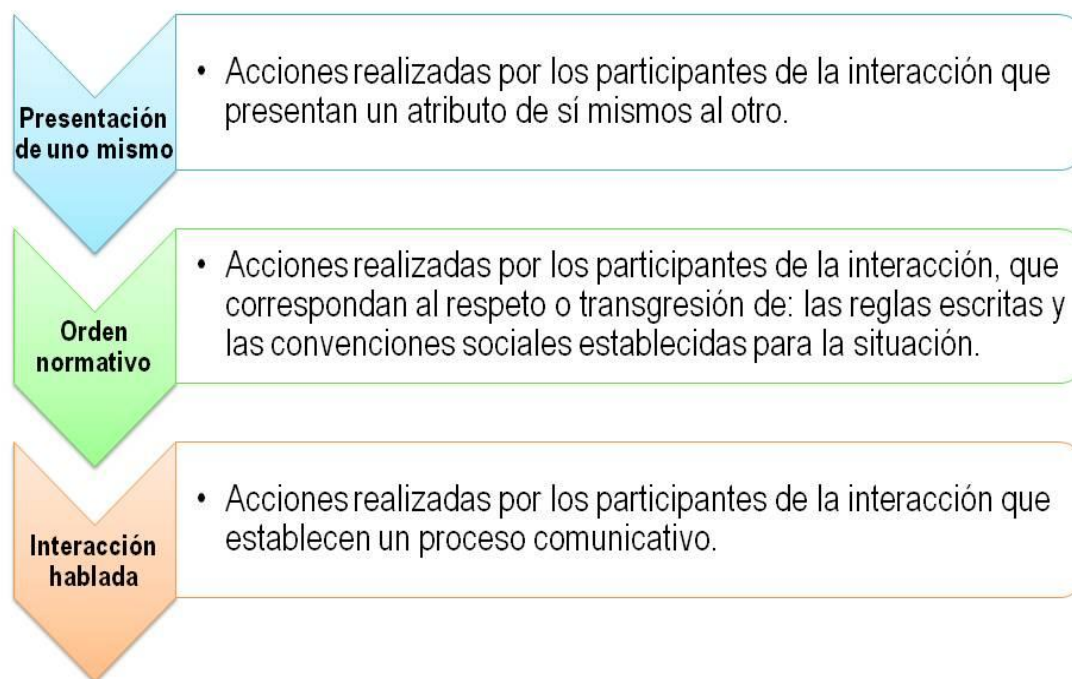 Presentación
de uno mismo
• Acciones realizadas por los participantes de la interacción que
presentan un atributo de sí mismos al otro.
Orden
normativo
• Acciones realizadas por los participantes de la interacción, que
correspondan al respeto o transgresión de: las reglas escritas y
las convenciones sociales establecidas para la situación.
Interacción
hablada
• Acciones realizadas por los participantes de la interacción que
establecen un proceso comunicativo.